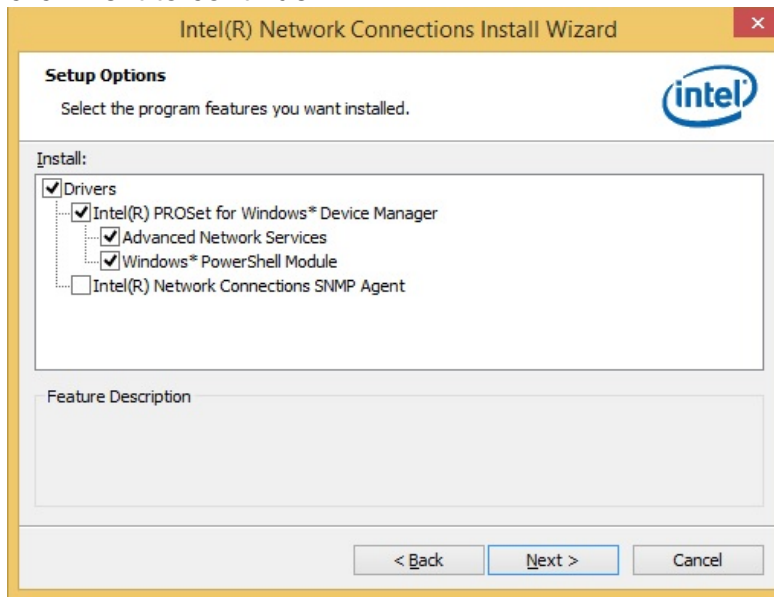 Intel(R) Network Connections Install Wizard
Setup Options
Select the program features you want installed.
intel
Install:
Drivers
Intel(R) PROSet for Windows* Device Manager
Advanced Network Services
Windows* PowerShell Module
Intel(R) Network Connections SNMP Agent
Feature Description
< Back Next > Cancel